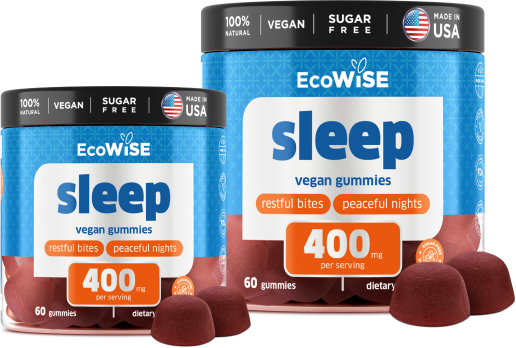 100% NATURAL | VEGAN | SUGAR FREE | MADE IN USA
EcoWiSE
sleep
vegan gummies
restful bites peaceful nights
400 mg
per serving
60 gummies | dietary
100% NATURAL | VEGAN | SUGAR FREE | MADE IN USA
EcoWiSE
sleep
vegan gummies
restful bites peaceful nights
400 mg
per serving
60 gummies | dietary